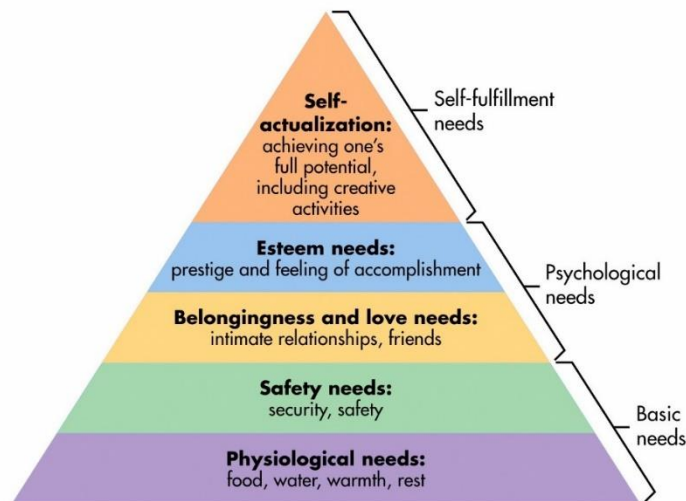 Self-
actualization:
achieving one's
full potential,
including creative
activities
Self-fulfillment
needs
Esteem needs:
prestige and feeling of accomplishment
Psychological
needs
Belongingness and love needs:
intimate relationships, friends
Safety needs:
security, safety
Basic
needs
Physiological needs:
food, water, warmth, rest